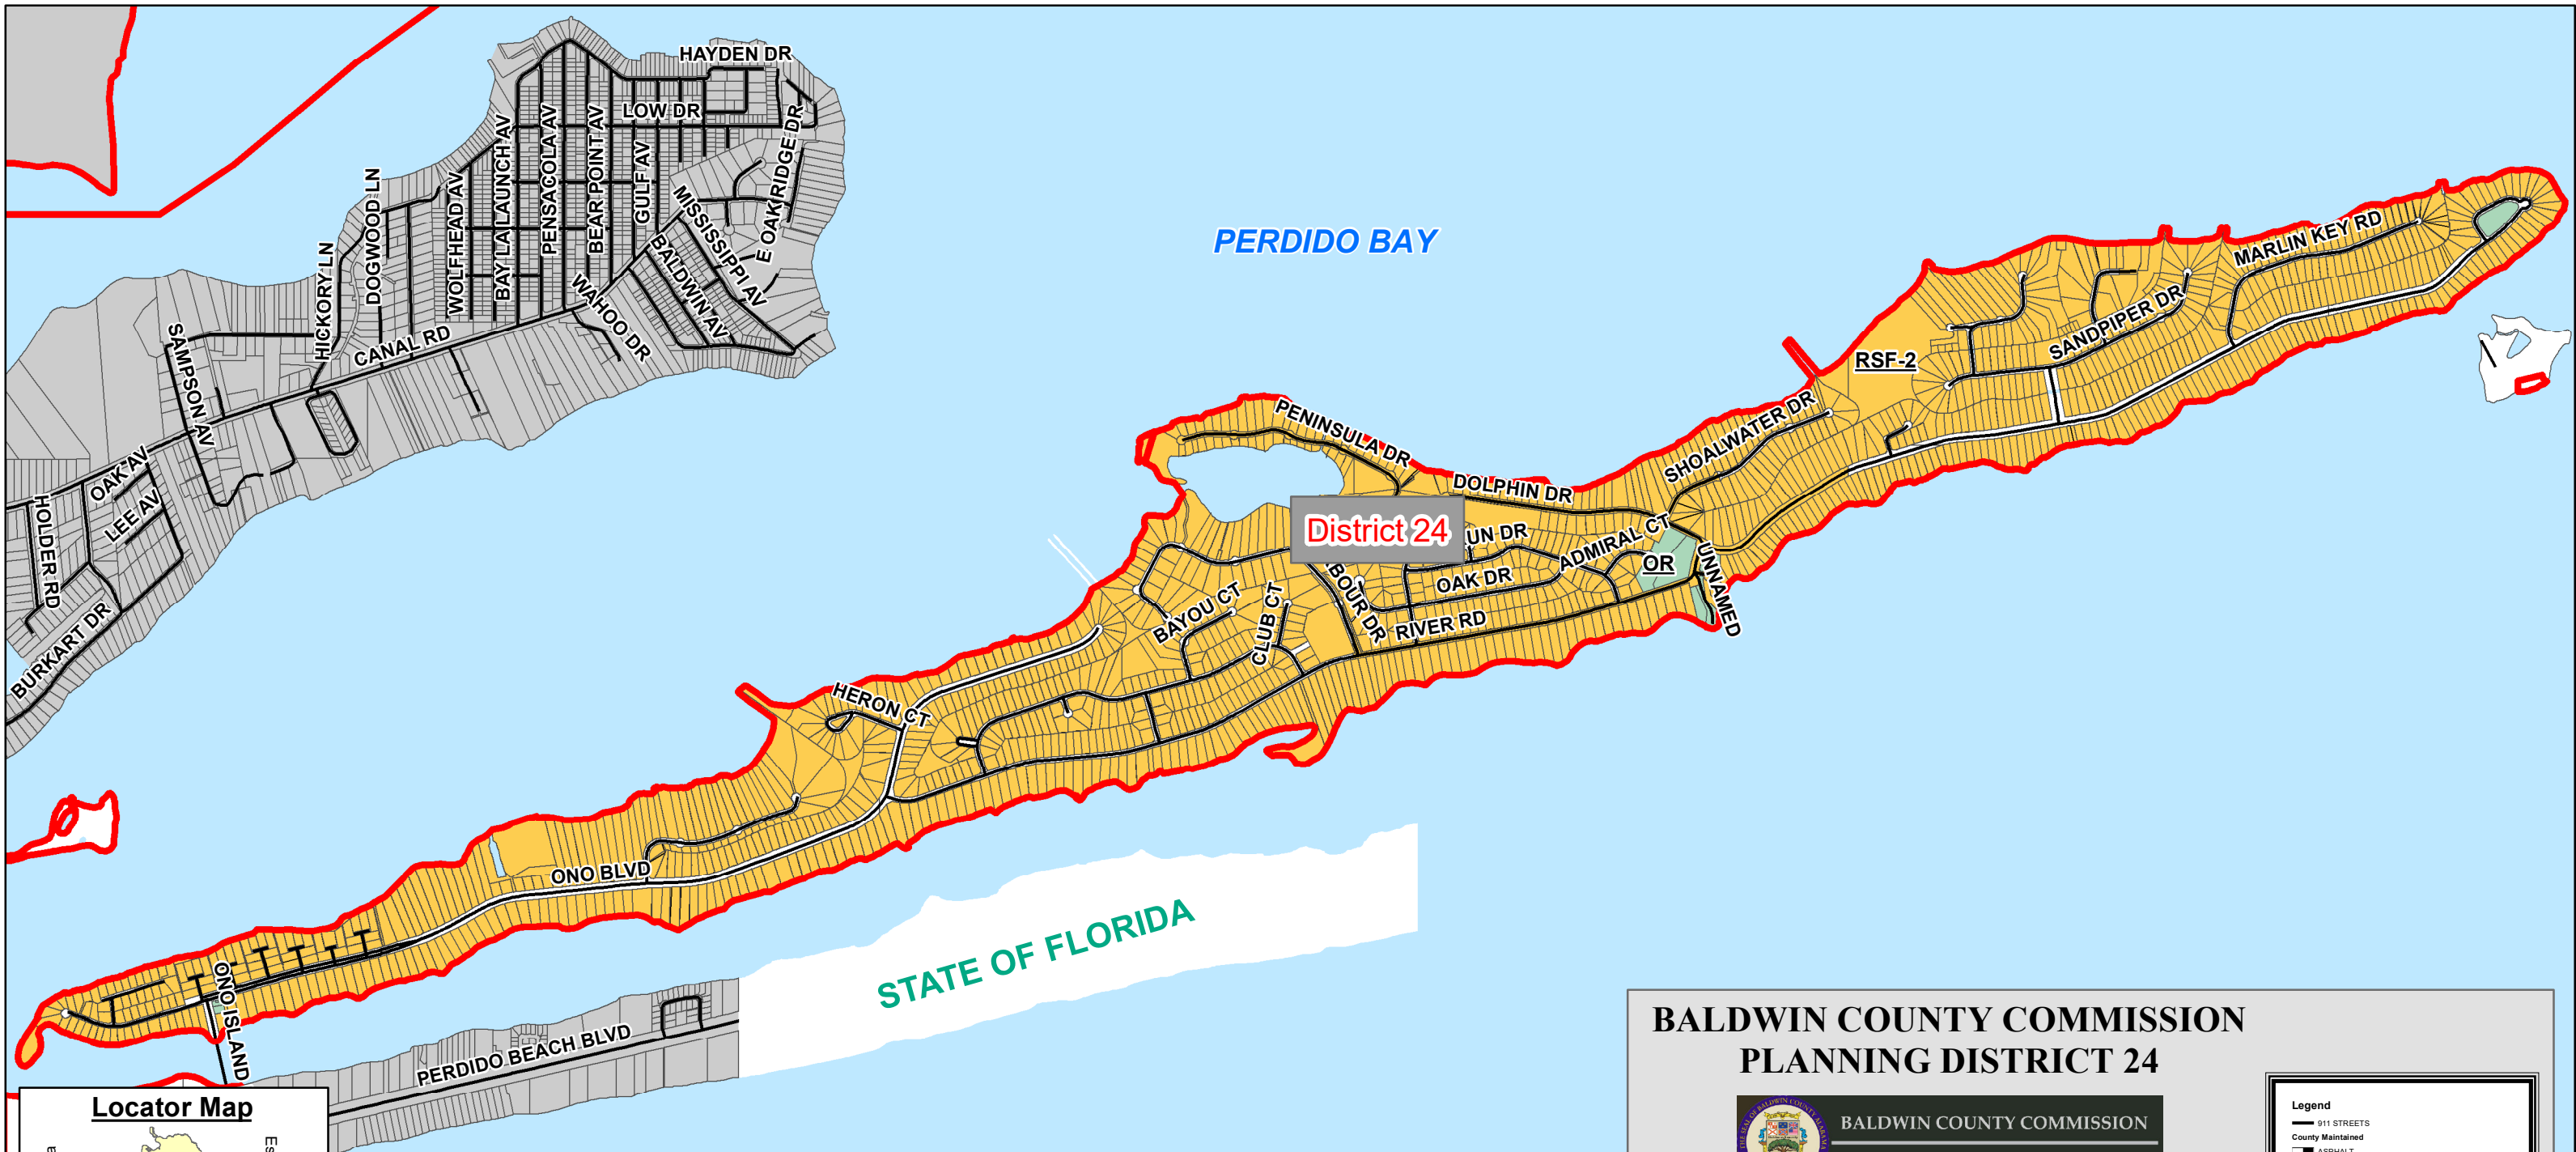 HAYDEN DR
LOW DR
BAY LA LAUNCH AV
PENSACOLA AV
BEAR POINT AV
GULF AV
E OAK RIDGE DR
MISSISSIPPI AV
BALDWIN AV
WAHOO DR
WOLFHEAD AV
DOGWOOD LN
HICKORY LN
CANAL RD
SAMPSON AV
OAK AV
LEE AV
HOLDER RD
BURKART DR
PERDIDO BAY
MARLIN KEY RD
SANDPIPER DR
RSF-2
SHOALWATER DR
PENINSULA DR
DOLPHIN DR
District 24
UN DR
ADMIRAL CT
OR
UNNAMED
OAK DR
BOUR DR
RIVER RD
BAYOU CT
CLUB CT
HERON CT
ONO BLVD
ONO ISLAND
STATE OF FLORIDA
PERDIDO BEACH BLVD
Locator Map
Es
BALDWIN COUNTY COMMISSION
PLANNING DISTRICT 24
BALDWIN COUNTY COMMISSION
Legend
911 STREETS
County Maintained
ASPHALT